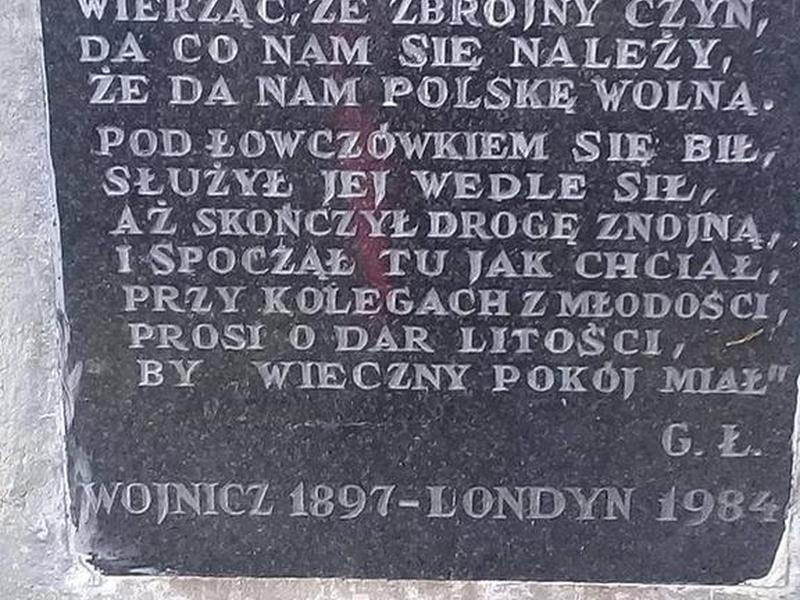 WIERZĄC, ŻE ZBROJNY CZYN,
DA CO NAM SIĘ NALEŻY,
ŻE DA NAM POLSKĘ WOLNĄ.
POD ŁOWCZÓWKIEM SIĘ BIŁ,
SŁUŻYŁ JEJ WEDLE SIŁ,
AŻ SKOŃCZYŁ DROGĘ ZNOJNĄ,
I SPOCZĄŁ TU JAK CHCIAŁ,
PRZY KOLEGACH Z MŁODOŚCI,
PROSI O DAR LITOŚCI,
BY WIECZNY POKÓJ MIAŁ"
G. Ł.
WOJNICZ 1897-LONDYN 1984